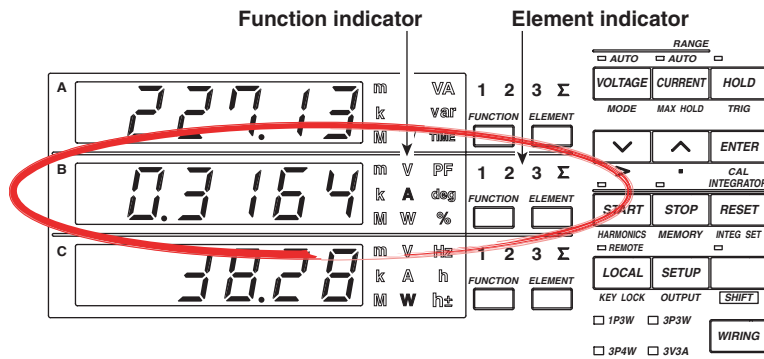 Function indicator Element indicator
RANGE
AUTO AUTO
A 227.13 m VA 1 2 3 Σ
k var
M TIME
FUNCTION ELEMENT
VOLTAGE CURRENT HOLD
MODE MAX HOLD TRIG
ENTER
B 0.3164 m V PF 1 2 3 Σ
k A deg
M W %
FUNCTION ELEMENT
CAL
INTEGRATOR
START STOP RESET
HARMONICS MEMORY INTEG SET
REMOTE
C 38.28 m V Hz 1 2 3 Σ
k A h
M W h±
FUNCTION ELEMENT
LOCAL SETUP
KEY LOCK OUTPUT SHIFT
1P3W 3P3W
WIRING
3P4W 3V3A